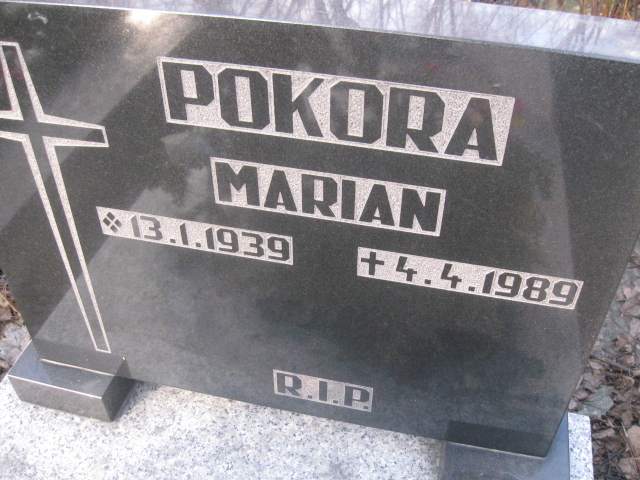 POKORA
MARIAN
❖ 13.1.1939 ✝ 4.4.1989
R.I.P.